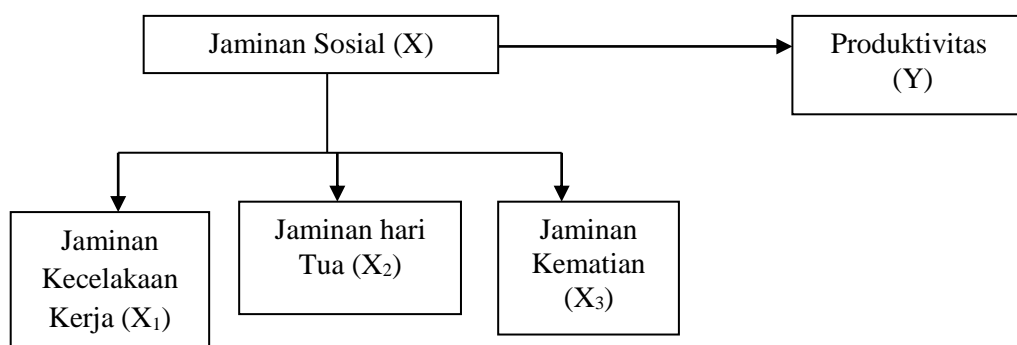 Jaminan Sosial (X)
Produktivitas
(Y)
Jaminan
Kecelakaan
Kerja (X₁)
Jaminan hari
Tua (X₂)
Jaminan
Kematian
(X₃)